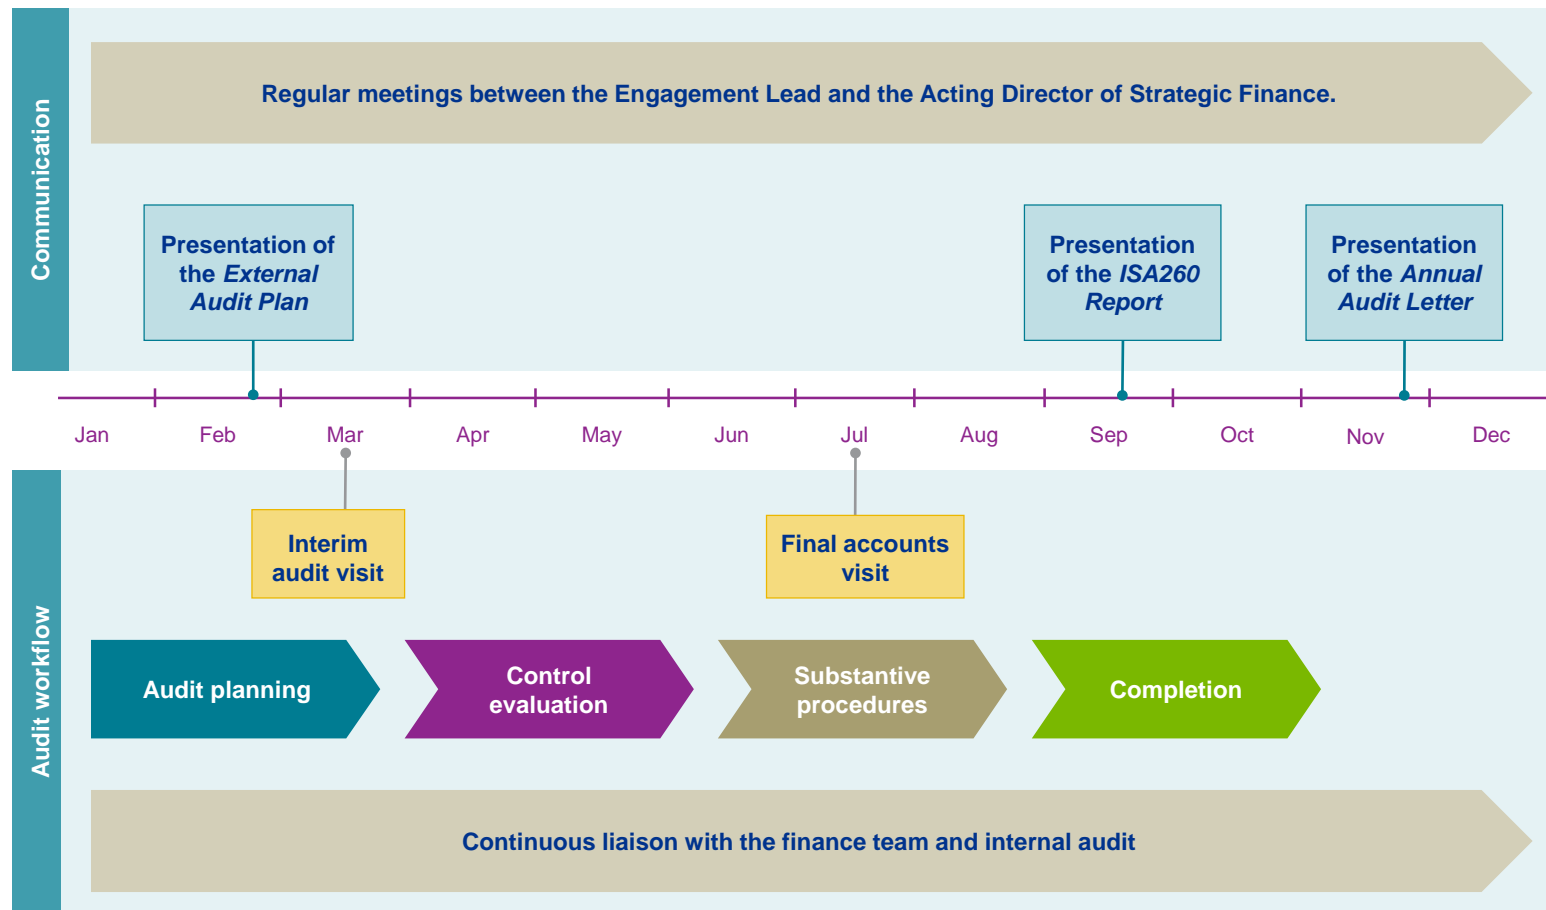 Communication
Regular meetings between the Engagement Lead and the Acting Director of Strategic Finance.
Presentation of
the External
Audit Plan
Presentation
of the ISA260
Report
Presentation
of the Annual
Audit Letter
Jan
Feb
Mar
Apr
May
Jun
Jul
Aug
Sep
Oct
Nov
Dec
Audit workflow
Interim
audit visit
Final accounts
visit
Audit planning
Control
evaluation
Substantive
procedures
Completion
Continuous liaison with the finance team and internal audit